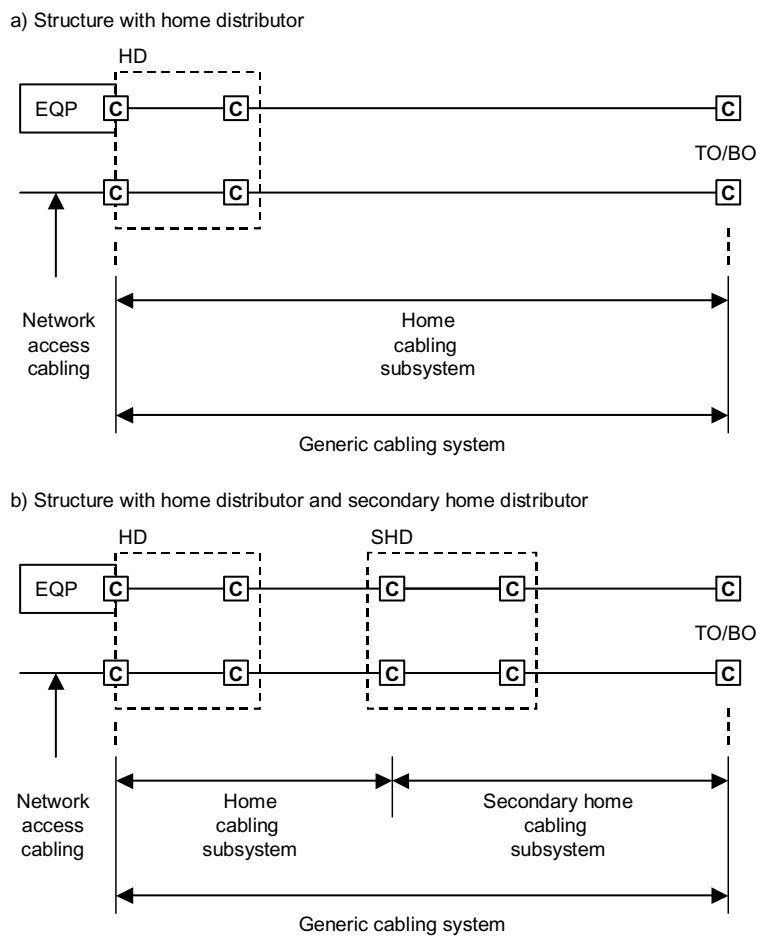 a) Structure with home distributor
HD
EQP
C
C
C
TO/BO
C
C
C
Network
access
cabling
Home
cabling
subsystem
Generic cabling system
b) Structure with home distributor and secondary home distributor
HD
SHD
EQP
C
C
C
C
C
TO/BO
C
C
C
C
C
Network
access
cabling
Home
cabling
subsystem
Secondary home
cabling
subsystem
Generic cabling system